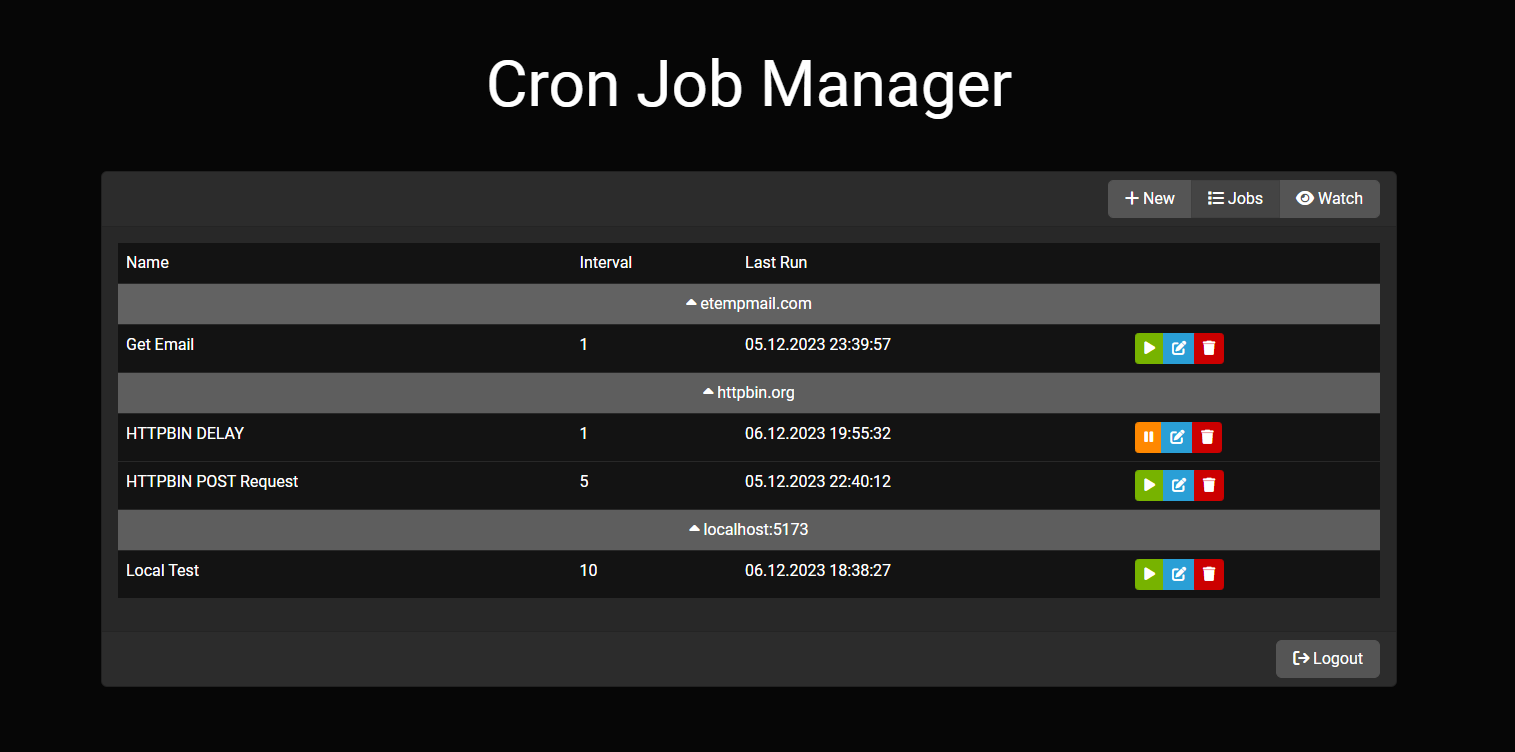 Cron Job Manager
New Jobs Watch
Name Interval Last Run
etempmail.com
Get Email 1 05.12.2023 23:39:57
httpbin.org
HTTPBIN DELAY 1 06.12.2023 19:55:32
HTTPBIN POST Request 5 05.12.2023 22:40:12
localhost:5173
Local Test 10 06.12.2023 18:38:27
Logout